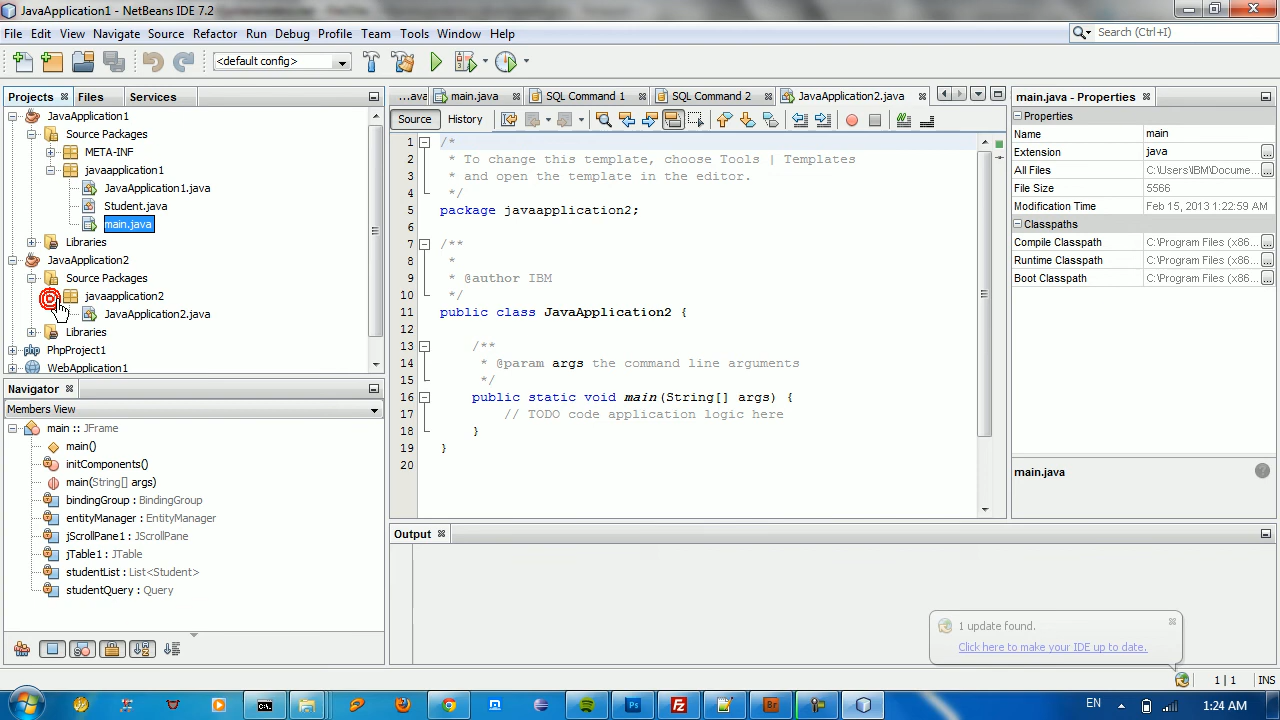 JavaApplication1 - NetBeans IDE 7.2
File Edit View Navigate Source Refactor Run Debug Profile Team Tools Window Help
Search (Ctrl+I)
<default config>
Projects Files Services
JavaApplication1
Source Packages
META-INF
javaapplication1
JavaApplication1.java
Student.java
main.java
Libraries
JavaApplication2
Source Packages
javaapplication2
JavaApplication2.java
Libraries
PhpProject1
WebApplication1
Navigator
Members View
main :: JFrame
main()
initComponents()
main(String[] args)
bindingGroup : BindingGroup
entityManager : EntityManager
jScrollPane1 : JScrollPane
jTable1 : JTable
studentList : List<Student>
studentQuery : Query
...ava main.java SQL Command 1 SQL Command 2 JavaApplication2.java
Source History
1 /*
2 * To change this template, choose Tools | Templates
3 * and open the template in the editor.
4 */
5 package javaapplication2;
6
7 /**
8 *
9 * @author IBM
10 */
11 public class JavaApplication2 {
12
13 /**
14 * @param args the command line arguments
15 */
16 public static void main(String[] args) {
17 // TODO code application logic here
18 }
19 }
20
Output
main.java - Properties
Properties
Name main
Extension java
All Files C:\Users\IBM\Docume...
File Size 5566
Modification Time Feb 15, 2013 1:22:59 AM
Classpaths
Compile Classpath C:\Program Files (x86...
Runtime Classpath C:\Program Files (x86...
Boot Classpath C:\Program Files (x86...
main.java
1 update found.
Click here to make your IDE up to date.
1 | 1 INS
EN 1:24 AM